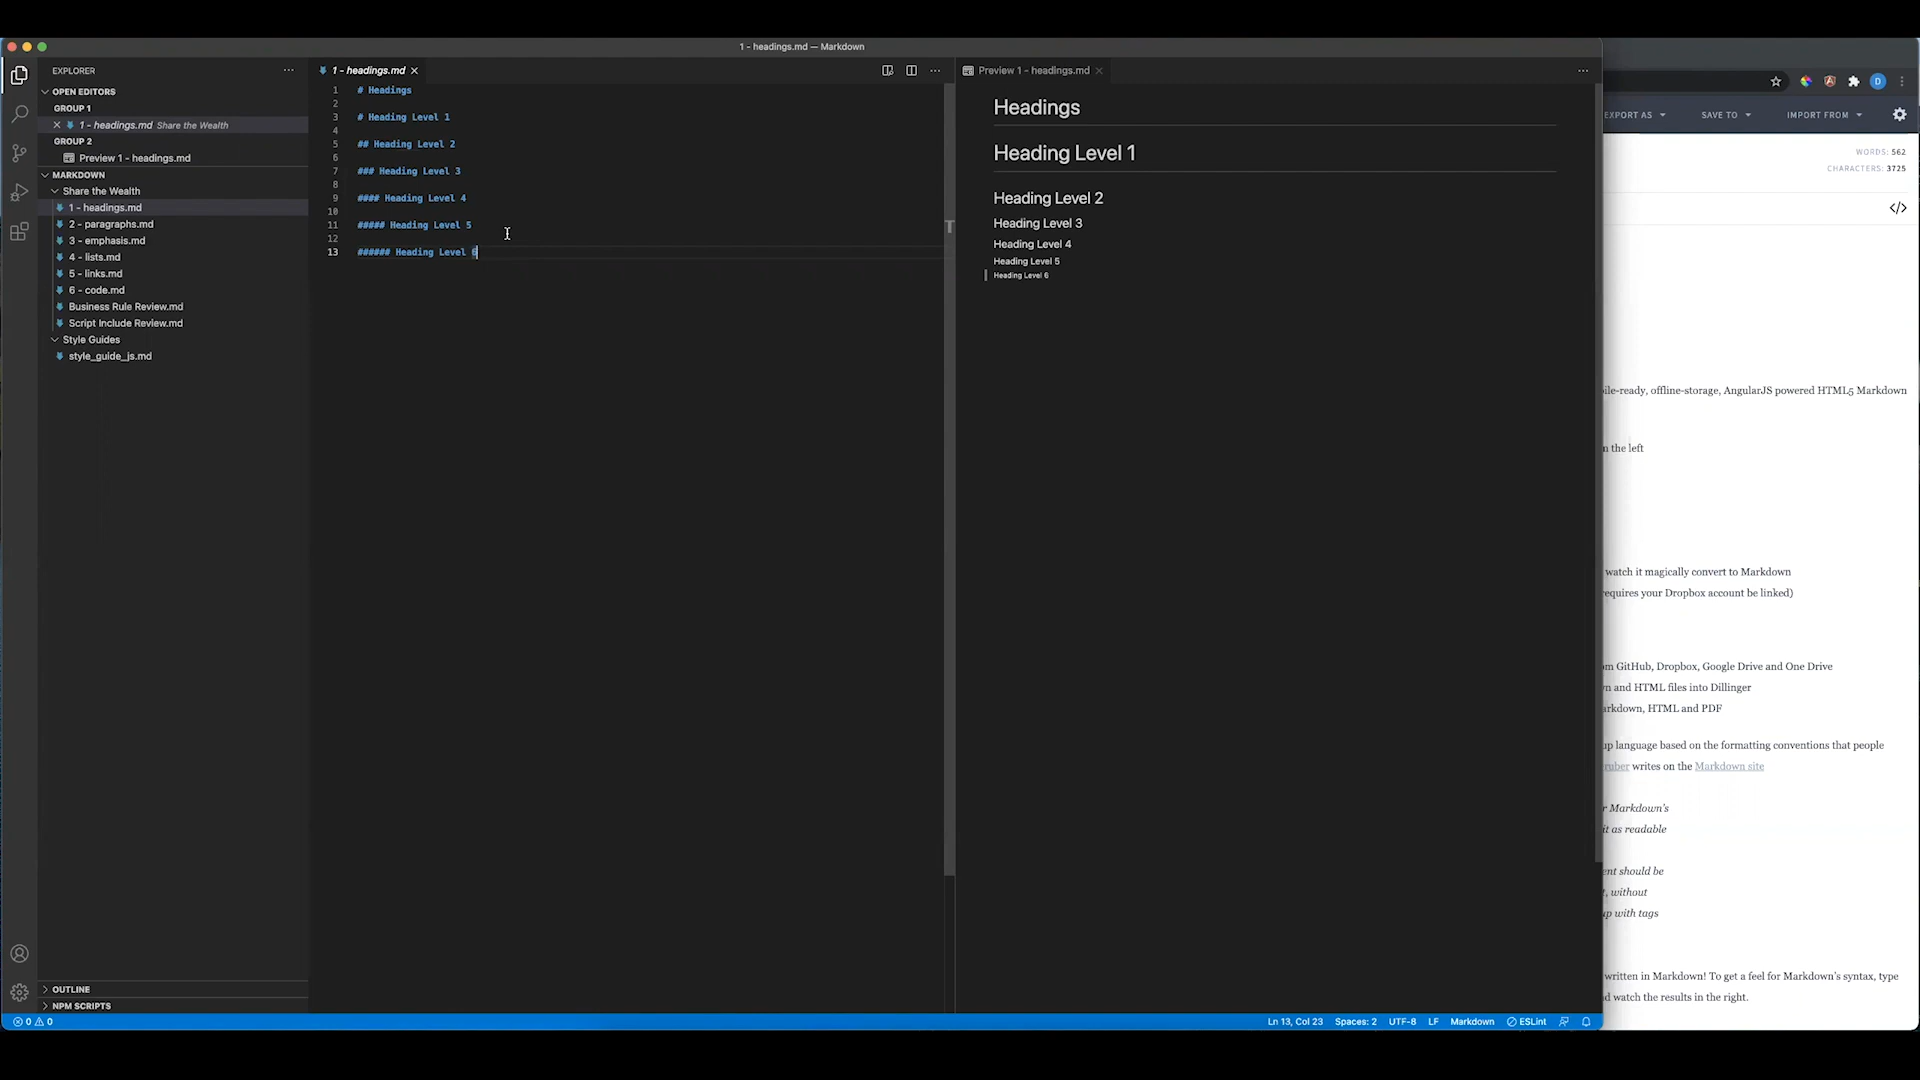 1 - headings.md — Markdown
EXPLORER
OPEN EDITORS
GROUP 1
1 - headings.md Share the Wealth
GROUP 2
Preview 1 - headings.md
MARKDOWN
Share the Wealth
1 - headings.md
2 - paragraphs.md
3 - emphasis.md
4 - lists.md
5 - links.md
6 - code.md
Business Rule Review.md
Script Include Review.md
Style Guides
style_guide_js.md
OUTLINE
NPM SCRIPTS
1 - headings.md
1 # Headings
2
3 # Heading Level 1
4
5 ## Heading Level 2
6
7 ### Heading Level 3
8
9 #### Heading Level 4
10
11 ##### Heading Level 5
12
13 ###### Heading Level 6
Preview 1 - headings.md
Headings
Heading Level 1
Heading Level 2
Heading Level 3
Heading Level 4
Heading Level 5
Heading Level 6
D
EXPORT AS
SAVE TO
IMPORT FROM
WORDS: 562
CHARACTERS: 3725
</>
ile-ready, offline-storage, AngularJS powered HTML5 Markdown
n the left
watch it magically convert to Markdown
requires your Dropbox account be linked)
om GitHub, Dropbox, Google Drive and One Drive
n and HTML files into Dillinger
arkdown, HTML and PDF
up language based on the formatting conventions that people
ruber writes on the Markdown site
r Markdown's
it as readable
ent should be
t, without
up with tags
written in Markdown! To get a feel for Markdown's syntax, type
d watch the results in the right.
0 0
Ln 13, Col 23 Spaces: 2 UTF-8 LF Markdown ESLint